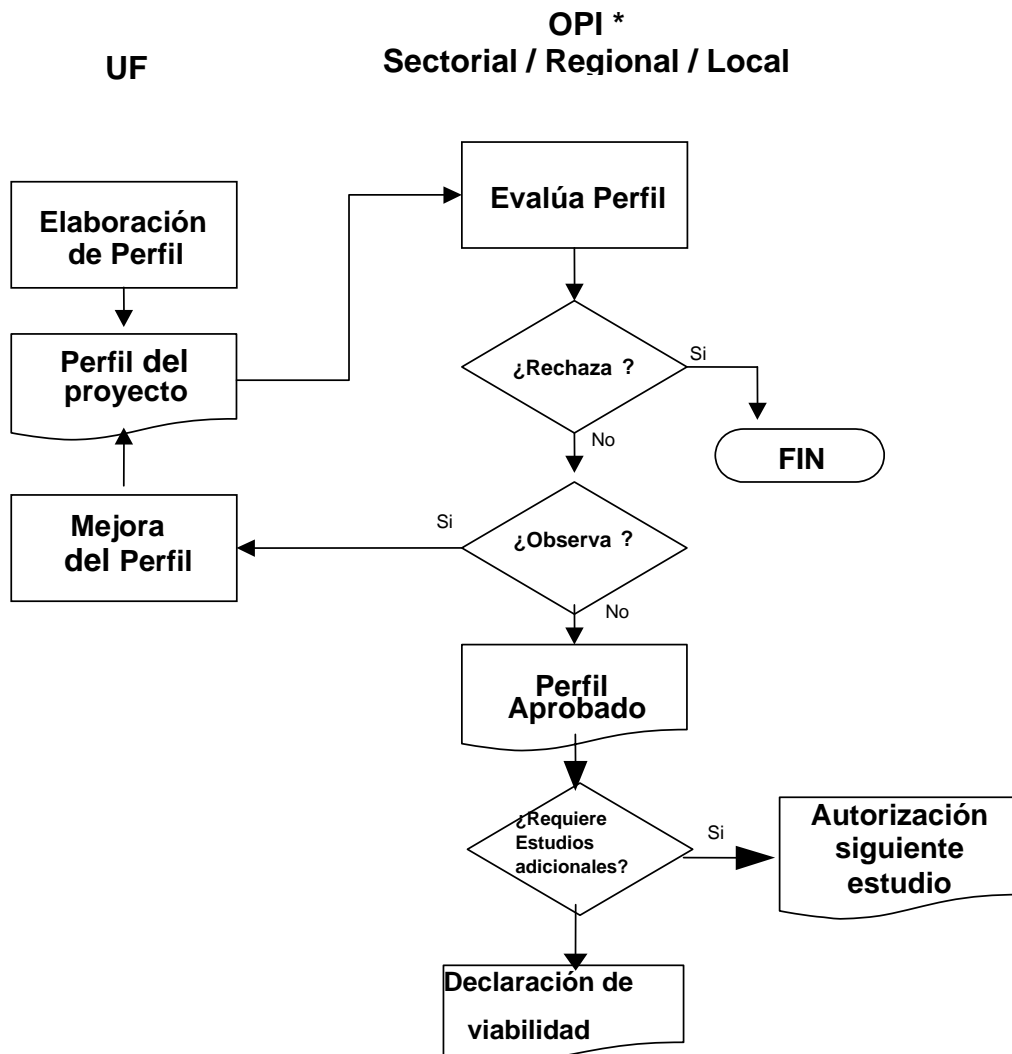 OPI *
Sectorial / Regional / Local
UF
Elaboración
de Perfil
Evalúa Perfil
Perfil del
proyecto
¿Rechaza ?
Si
No
FIN
Mejora
del Perfil
Si
¿Observa ?
No
Perfil
Aprobado
¿Requiere
Estudios
adicionales?
Si
Autorización
siguiente
estudio
Declaración de
viabilidad